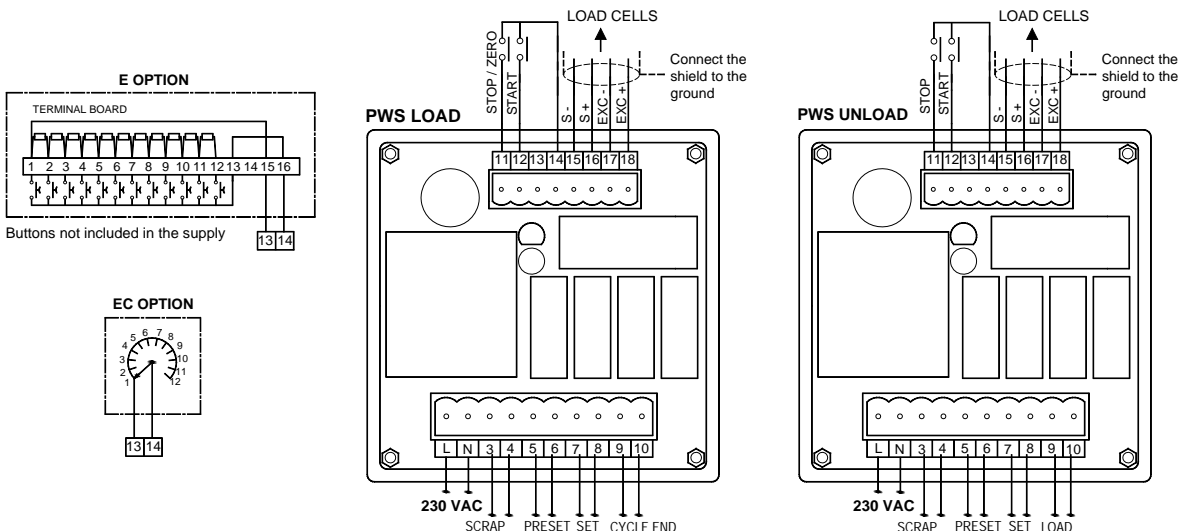 E OPTION
TERMINAL BOARD
1 2 3 4 5 6 7 8 9 10 11 12 13 14 15 16
Buttons not included in the supply
13 14
EC OPTION
1 2 3 4 5 6 7 8 9 10 11 12
13 14
PWS LOAD
LOAD CELLS
Connect the
shield to the
ground
STOP / ZERO
START
S -
S +
EXC -
EXC +
11 12 13 14 15 16 17 18
L N 3 4 5 6 7 8 9 10
230 VAC
SCRAP PRESET SET CYCLE END
PWS UNLOAD
LOAD CELLS
Connect the
shield to the
ground
STOP
START
S -
S +
EXC -
EXC +
11 12 13 14 15 16 17 18
L N 3 4 5 6 7 8 9 10
230 VAC
SCRAP PRESET SET LOAD